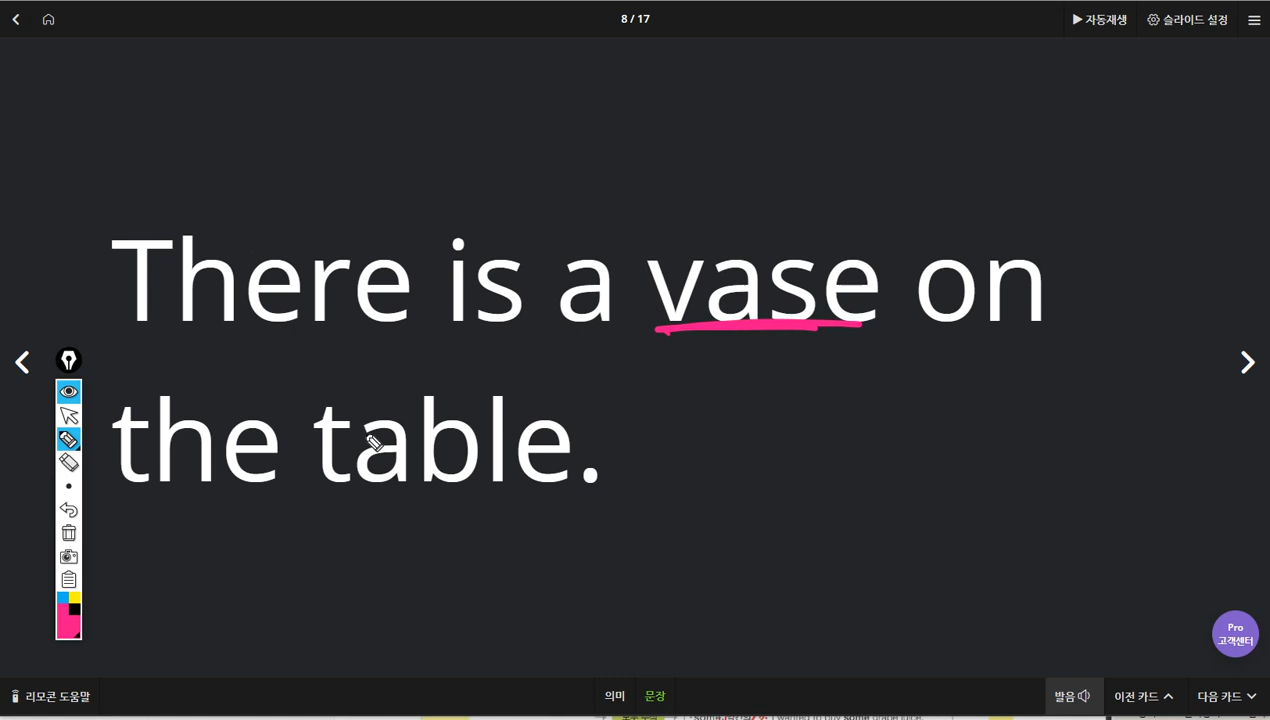 8 / 17
자동재생
슬라이드 설정
There is a vase on
the table.
Pro
고객센터
리모콘 도움말
의미
문장
발음
이전 카드
다음 카드